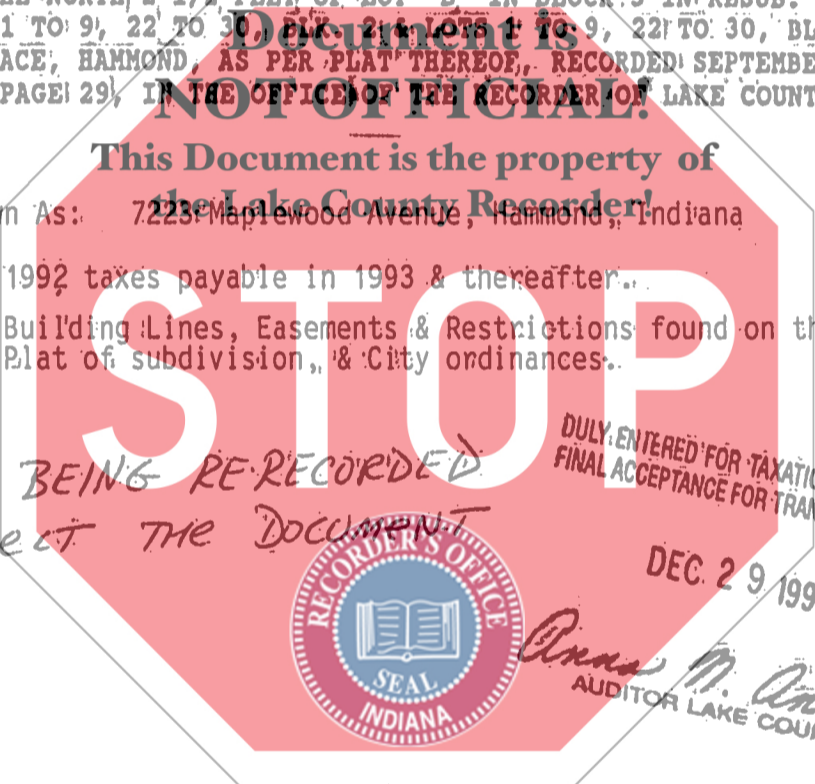 1 TO 9, 22 TO 30, BLK. 2 & LOTS 1 TO 9, 22 TO 30, BL
Document is
ACE, HAMMOND, AS PER PLAT THEREOF, RECORDED SEPTEMBE
PAGE 29, IN THE OFFICE OF THE RECORDER OF LAKE COUNT
NOT OFFICIAL!
This Document is the property of
the Lake County Recorder!
n As: 7223 Maplewood Avenue, Hammond, Indiana
1992 taxes payable in 1993 & thereafter.
Building Lines, Easements & Restrictions found on th
Plat of subdivision, & City ordinances.
STOP
DULY ENTERED FOR TAXATIO
FINAL ACCEPTANCE FOR TRAN
BEING RE-RECORDED
ECT THE DOCUMENT
DEC. 29 199
RECORDER'S OFFICE
SEAL
INDIANA
Anna M. An
AUDITOR LAKE COU